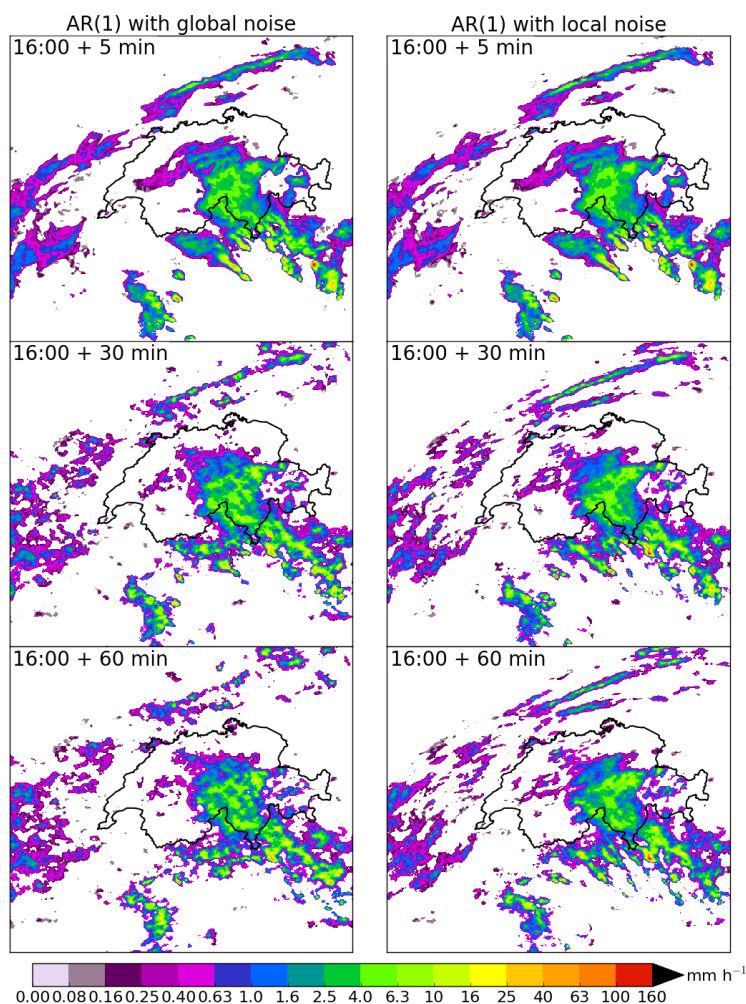 AR(1) with global noise AR(1) with local noise
16:00 + 5 min 16:00 + 5 min
16:00 + 30 min 16:00 + 30 min
16:00 + 60 min 16:00 + 60 min
0.00 0.08 0.16 0.25 0.40 0.63 1.0 1.6 2.5 4.0 6.3 10 16 25 40 63 100 16 mm h⁻¹